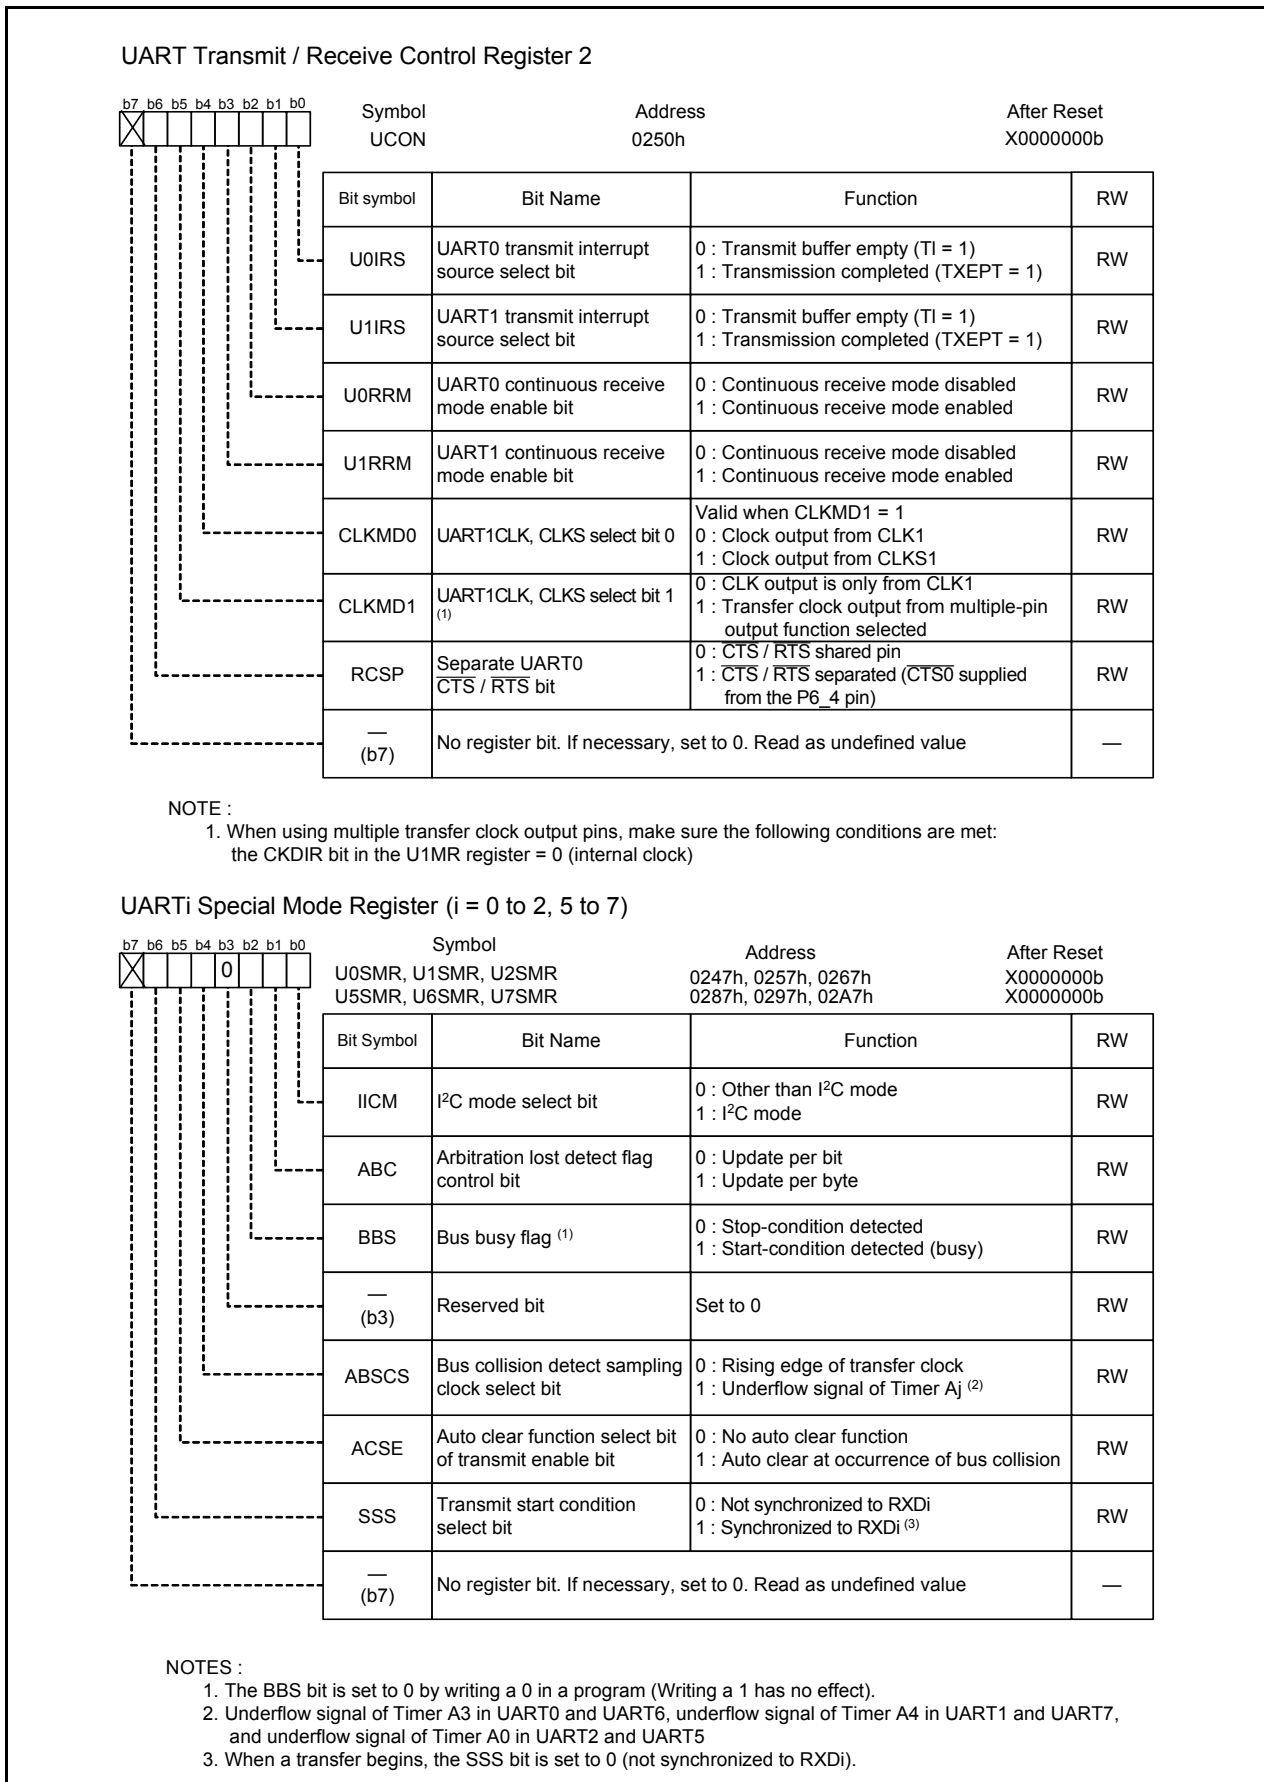 UART Transmit / Receive Control Register 2
b7 b6 b5 b4 b3 b2 b1 b0
Symbol Address After Reset
UCON 0250h X0000000b
Bit symbol Bit Name Function RW
U0IRS UART0 transmit interrupt source select bit 0 : Transmit buffer empty (TI = 1) RW
1 : Transmission completed (TXEPT = 1)
U1IRS UART1 transmit interrupt source select bit 0 : Transmit buffer empty (TI = 1) RW
1 : Transmission completed (TXEPT = 1)
U0RRM UART0 continuous receive mode enable bit 0 : Continuous receive mode disabled RW
1 : Continuous receive mode enabled
U1RRM UART1 continuous receive mode enable bit 0 : Continuous receive mode disabled RW
1 : Continuous receive mode enabled
CLKMD0 UART1CLK, CLKS select bit 0 Valid when CLKMD1 = 1 RW
0 : Clock output from CLK1
1 : Clock output from CLKS1
CLKMD1 UART1CLK, CLKS select bit 1 (1) 0 : CLK output is only from CLK1 RW
1 : Transfer clock output from multiple-pin
output function selected
RCSP Separate UART0 CTS / RTS bit 0 : CTS / RTS shared pin RW
1 : CTS / RTS separated (CTS0 supplied
from the P6_4 pin)
— (b7) No register bit. If necessary, set to 0. Read as undefined value —
NOTE :
1. When using multiple transfer clock output pins, make sure the following conditions are met:
the CKDIR bit in the U1MR register = 0 (internal clock)
UARTi Special Mode Register (i = 0 to 2, 5 to 7)
b7 b6 b5 b4 b3 b2 b1 b0
0
Symbol Address After Reset
U0SMR, U1SMR, U2SMR 0247h, 0257h, 0267h X0000000b
U5SMR, U6SMR, U7SMR 0287h, 0297h, 02A7h X0000000b
Bit Symbol Bit Name Function RW
IICM I²C mode select bit 0 : Other than I²C mode RW
1 : I²C mode
ABC Arbitration lost detect flag control bit 0 : Update per bit RW
1 : Update per byte
BBS Bus busy flag (1) 0 : Stop-condition detected RW
1 : Start-condition detected (busy)
— (b3) Reserved bit Set to 0 RW
ABSCS Bus collision detect sampling clock select bit 0 : Rising edge of transfer clock RW
1 : Underflow signal of Timer Aj (2)
ACSE Auto clear function select bit of transmit enable bit 0 : No auto clear function RW
1 : Auto clear at occurrence of bus collision
SSS Transmit start condition select bit 0 : Not synchronized to RXDi RW
1 : Synchronized to RXDi (3)
— (b7) No register bit. If necessary, set to 0. Read as undefined value —
NOTES :
1. The BBS bit is set to 0 by writing a 0 in a program (Writing a 1 has no effect).
2. Underflow signal of Timer A3 in UART0 and UART6, underflow signal of Timer A4 in UART1 and UART7,
and underflow signal of Timer A0 in UART2 and UART5
3. When a transfer begins, the SSS bit is set to 0 (not synchronized to RXDi).